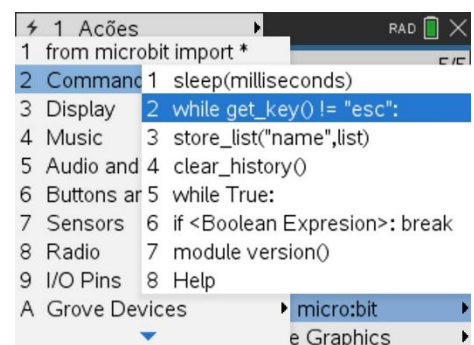 1 Acões
RAD
1 from microbit import *
2 Command
1 sleep(milliseconds)
2 while get_key() != "esc":
3 Display
3 store_list("name",list)
4 Music
4 clear_history()
5 Audio and
5 while True:
6 Buttons ar
6 if <Boolean Expresion>: break
7 Sensors
7 module version()
8 Radio
8 Help
9 I/O Pins
micro:bit
A Grove Devices
e Graphics